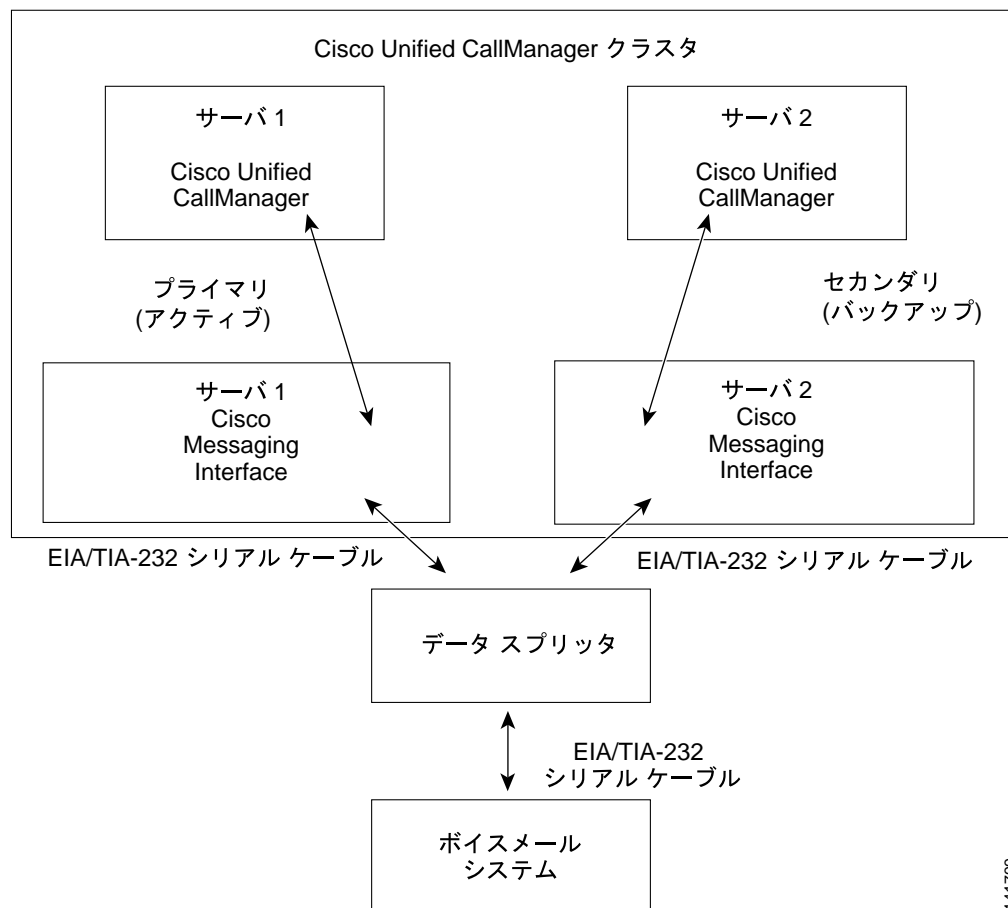 Cisco Unified CallManager クラスタ
サーバ 1
Cisco Unified
CallManager
サーバ 2
Cisco Unified
CallManager
プライマリ
(アクティブ)
セカンダリ
(バックアップ)
サーバ 1
Cisco
Messaging
Interface
サーバ 2
Cisco
Messaging
Interface
EIA/TIA-232 シリアル ケーブル
EIA/TIA-232 シリアル ケーブル
データ スプリッタ
EIA/TIA-232
シリアル ケーブル
ボイスメール
システム